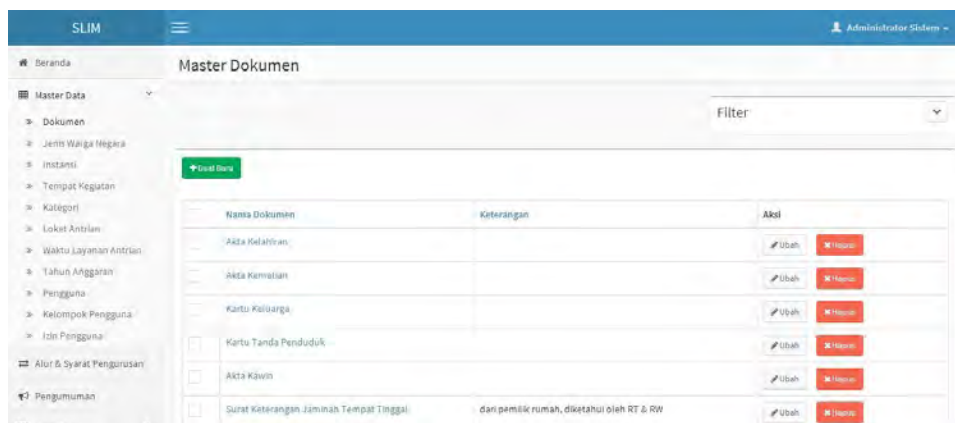 SLIM
Administrator Sistem
Beranda
Master Dokumen
Master Data
Filter
Dokumen
Jenis Warga Negara
Instansi
Buat Baru
Tempat Kegiatan
Kategori
Nama Dokumen Keterangan Aksi
Loket Antrian
Akta Kelahiran Ubah Hapus
Waktu Layanan Antrian
Tahun Anggaran
Akta Kematian Ubah Hapus
Pengguna
Kartu Keluarga Ubah Hapus
Kelompok Pengguna
Izin Pengguna
Kartu Tanda Penduduk Ubah Hapus
Alur & Syarat Pengurusan
Akta Kawin Ubah Hapus
Pengumuman
Surat Keterangan Jaminan Tempat Tinggal dari pemilik rumah, diketahui oleh RT & RW Ubah Hapus